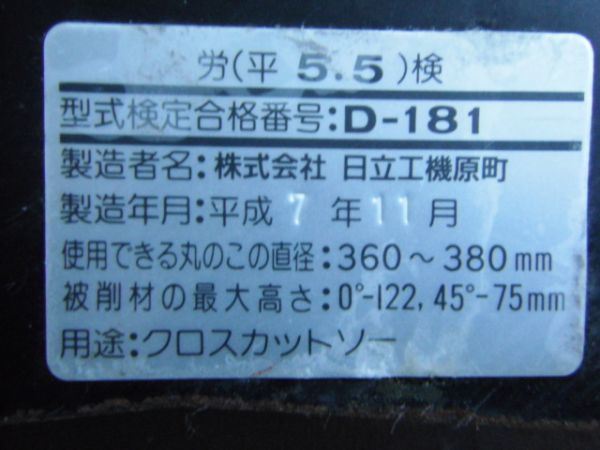 労(平 5.5)検
型式検定合格番号:D-181
製造者名:株式会社 日立工機原町
製造年月:平成 7 年 11 月
使用できる丸のこの直径:360〜380mm
被削材の最大高さ:0°-122, 45°-75mm
用途:クロスカットソー